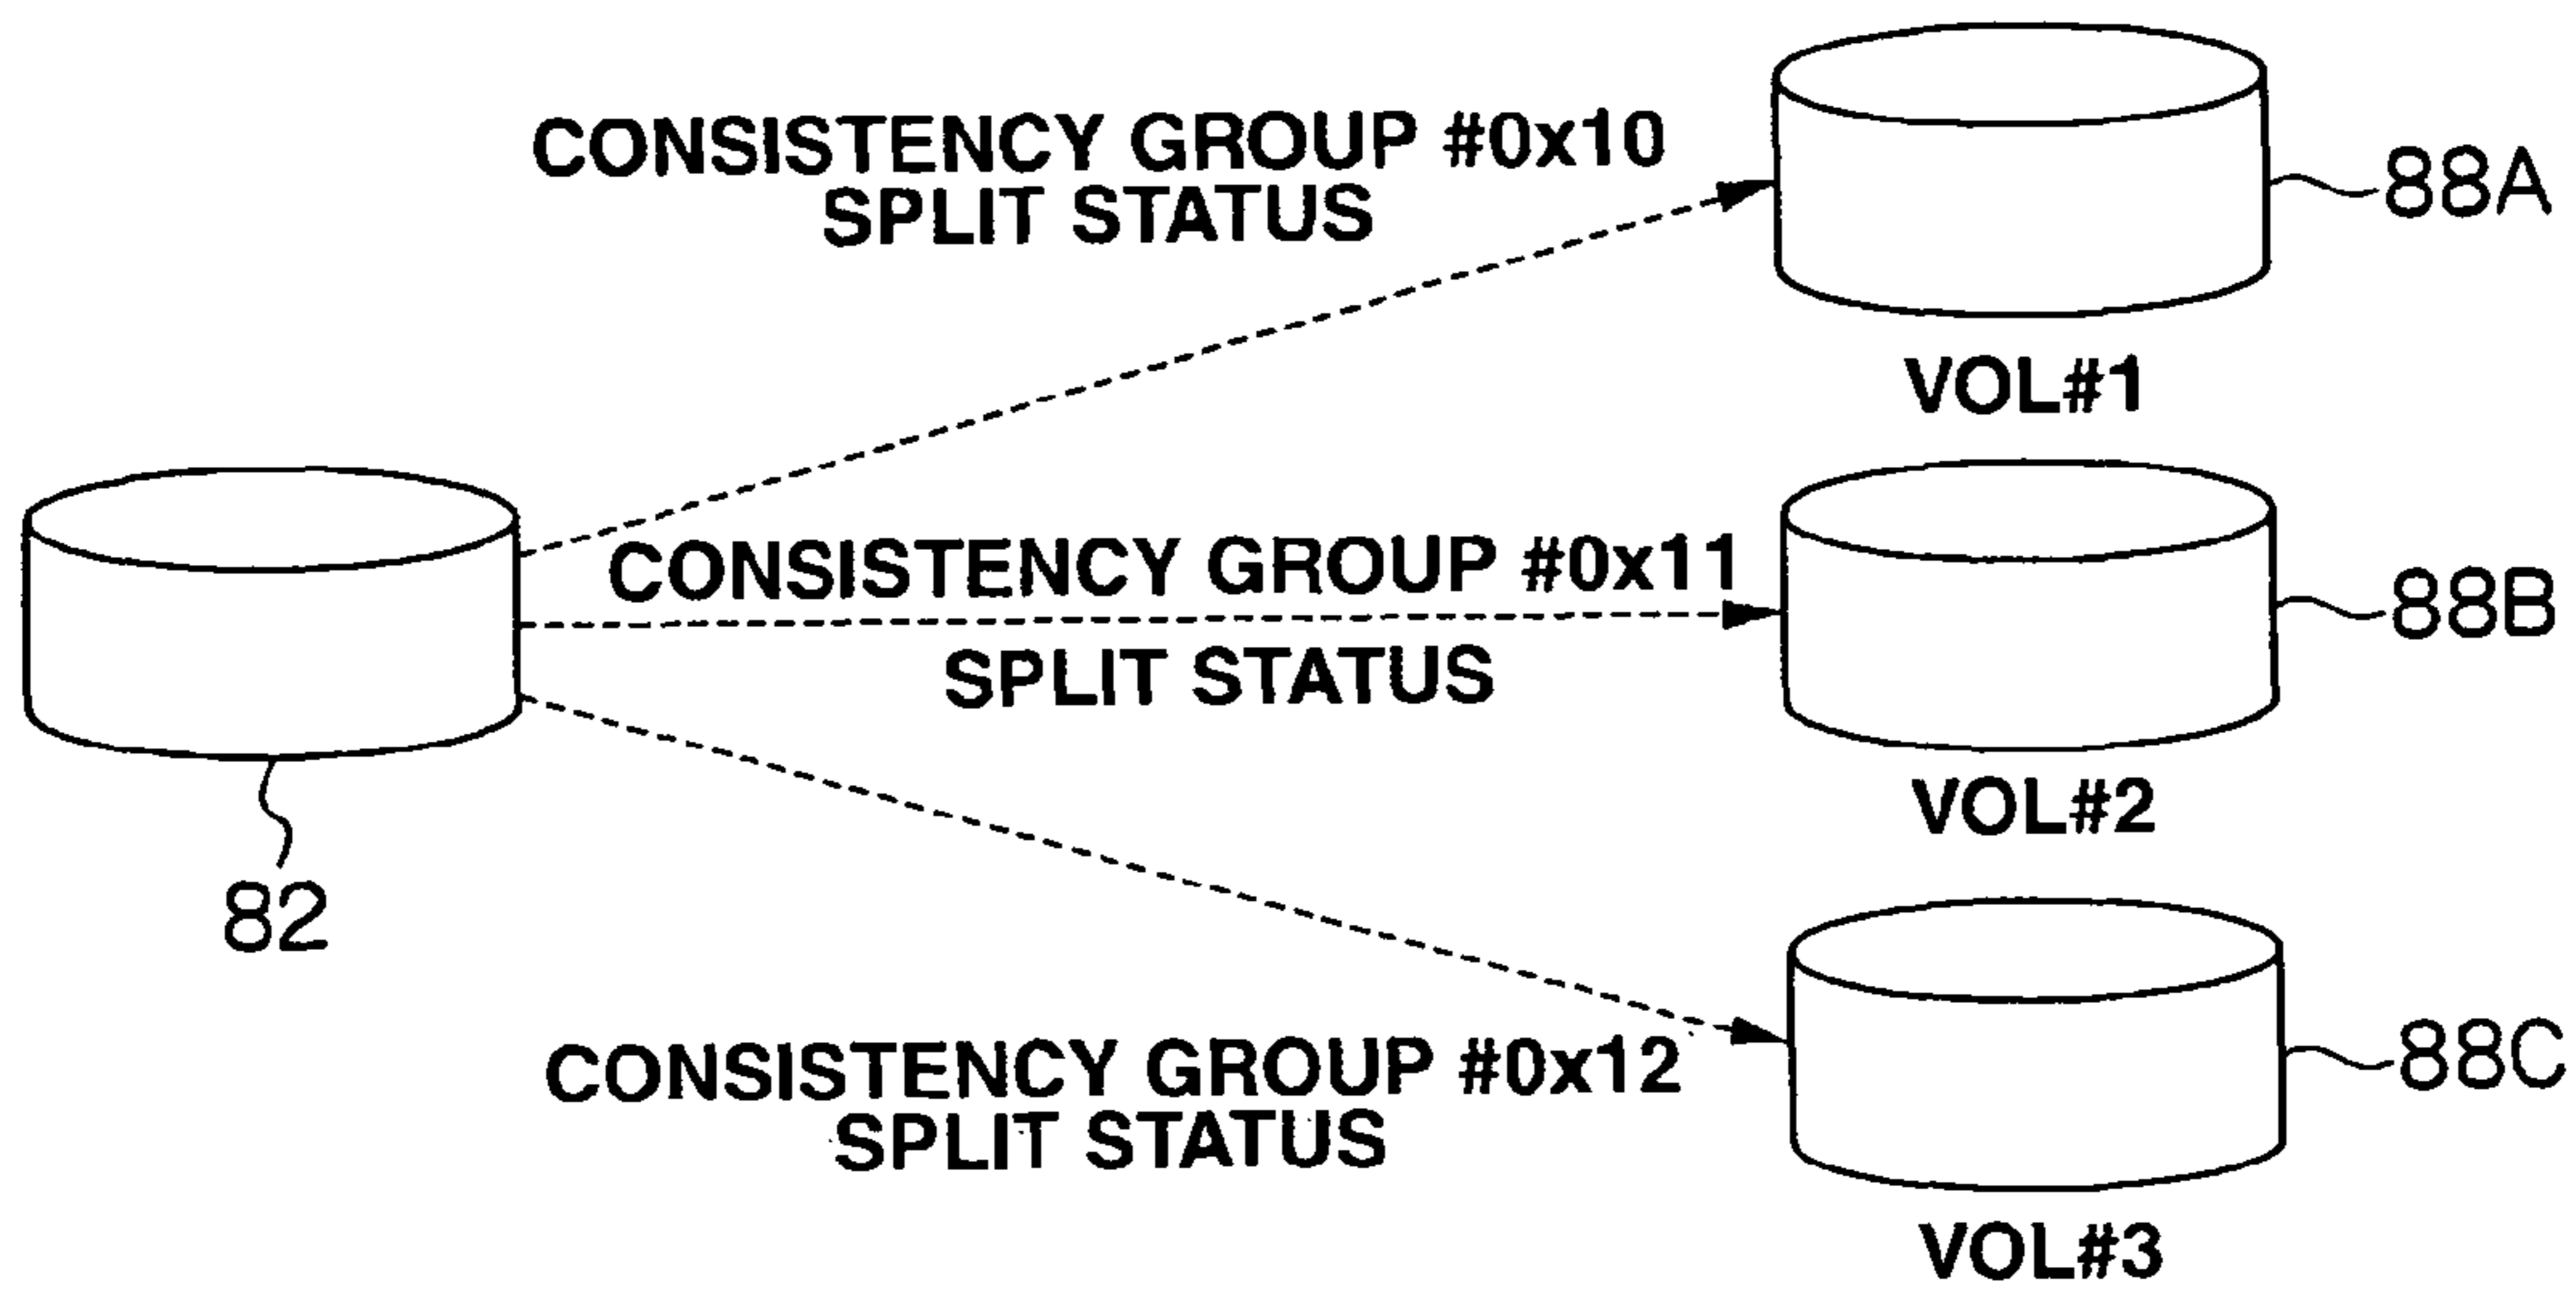 CONSISTENCY GROUP #0x10
SPLIT STATUS
88A
VOL#1
CONSISTENCY GROUP #0x11
SPLIT STATUS
88B
VOL#2
82
CONSISTENCY GROUP #0x12
SPLIT STATUS
88C
VOL#3